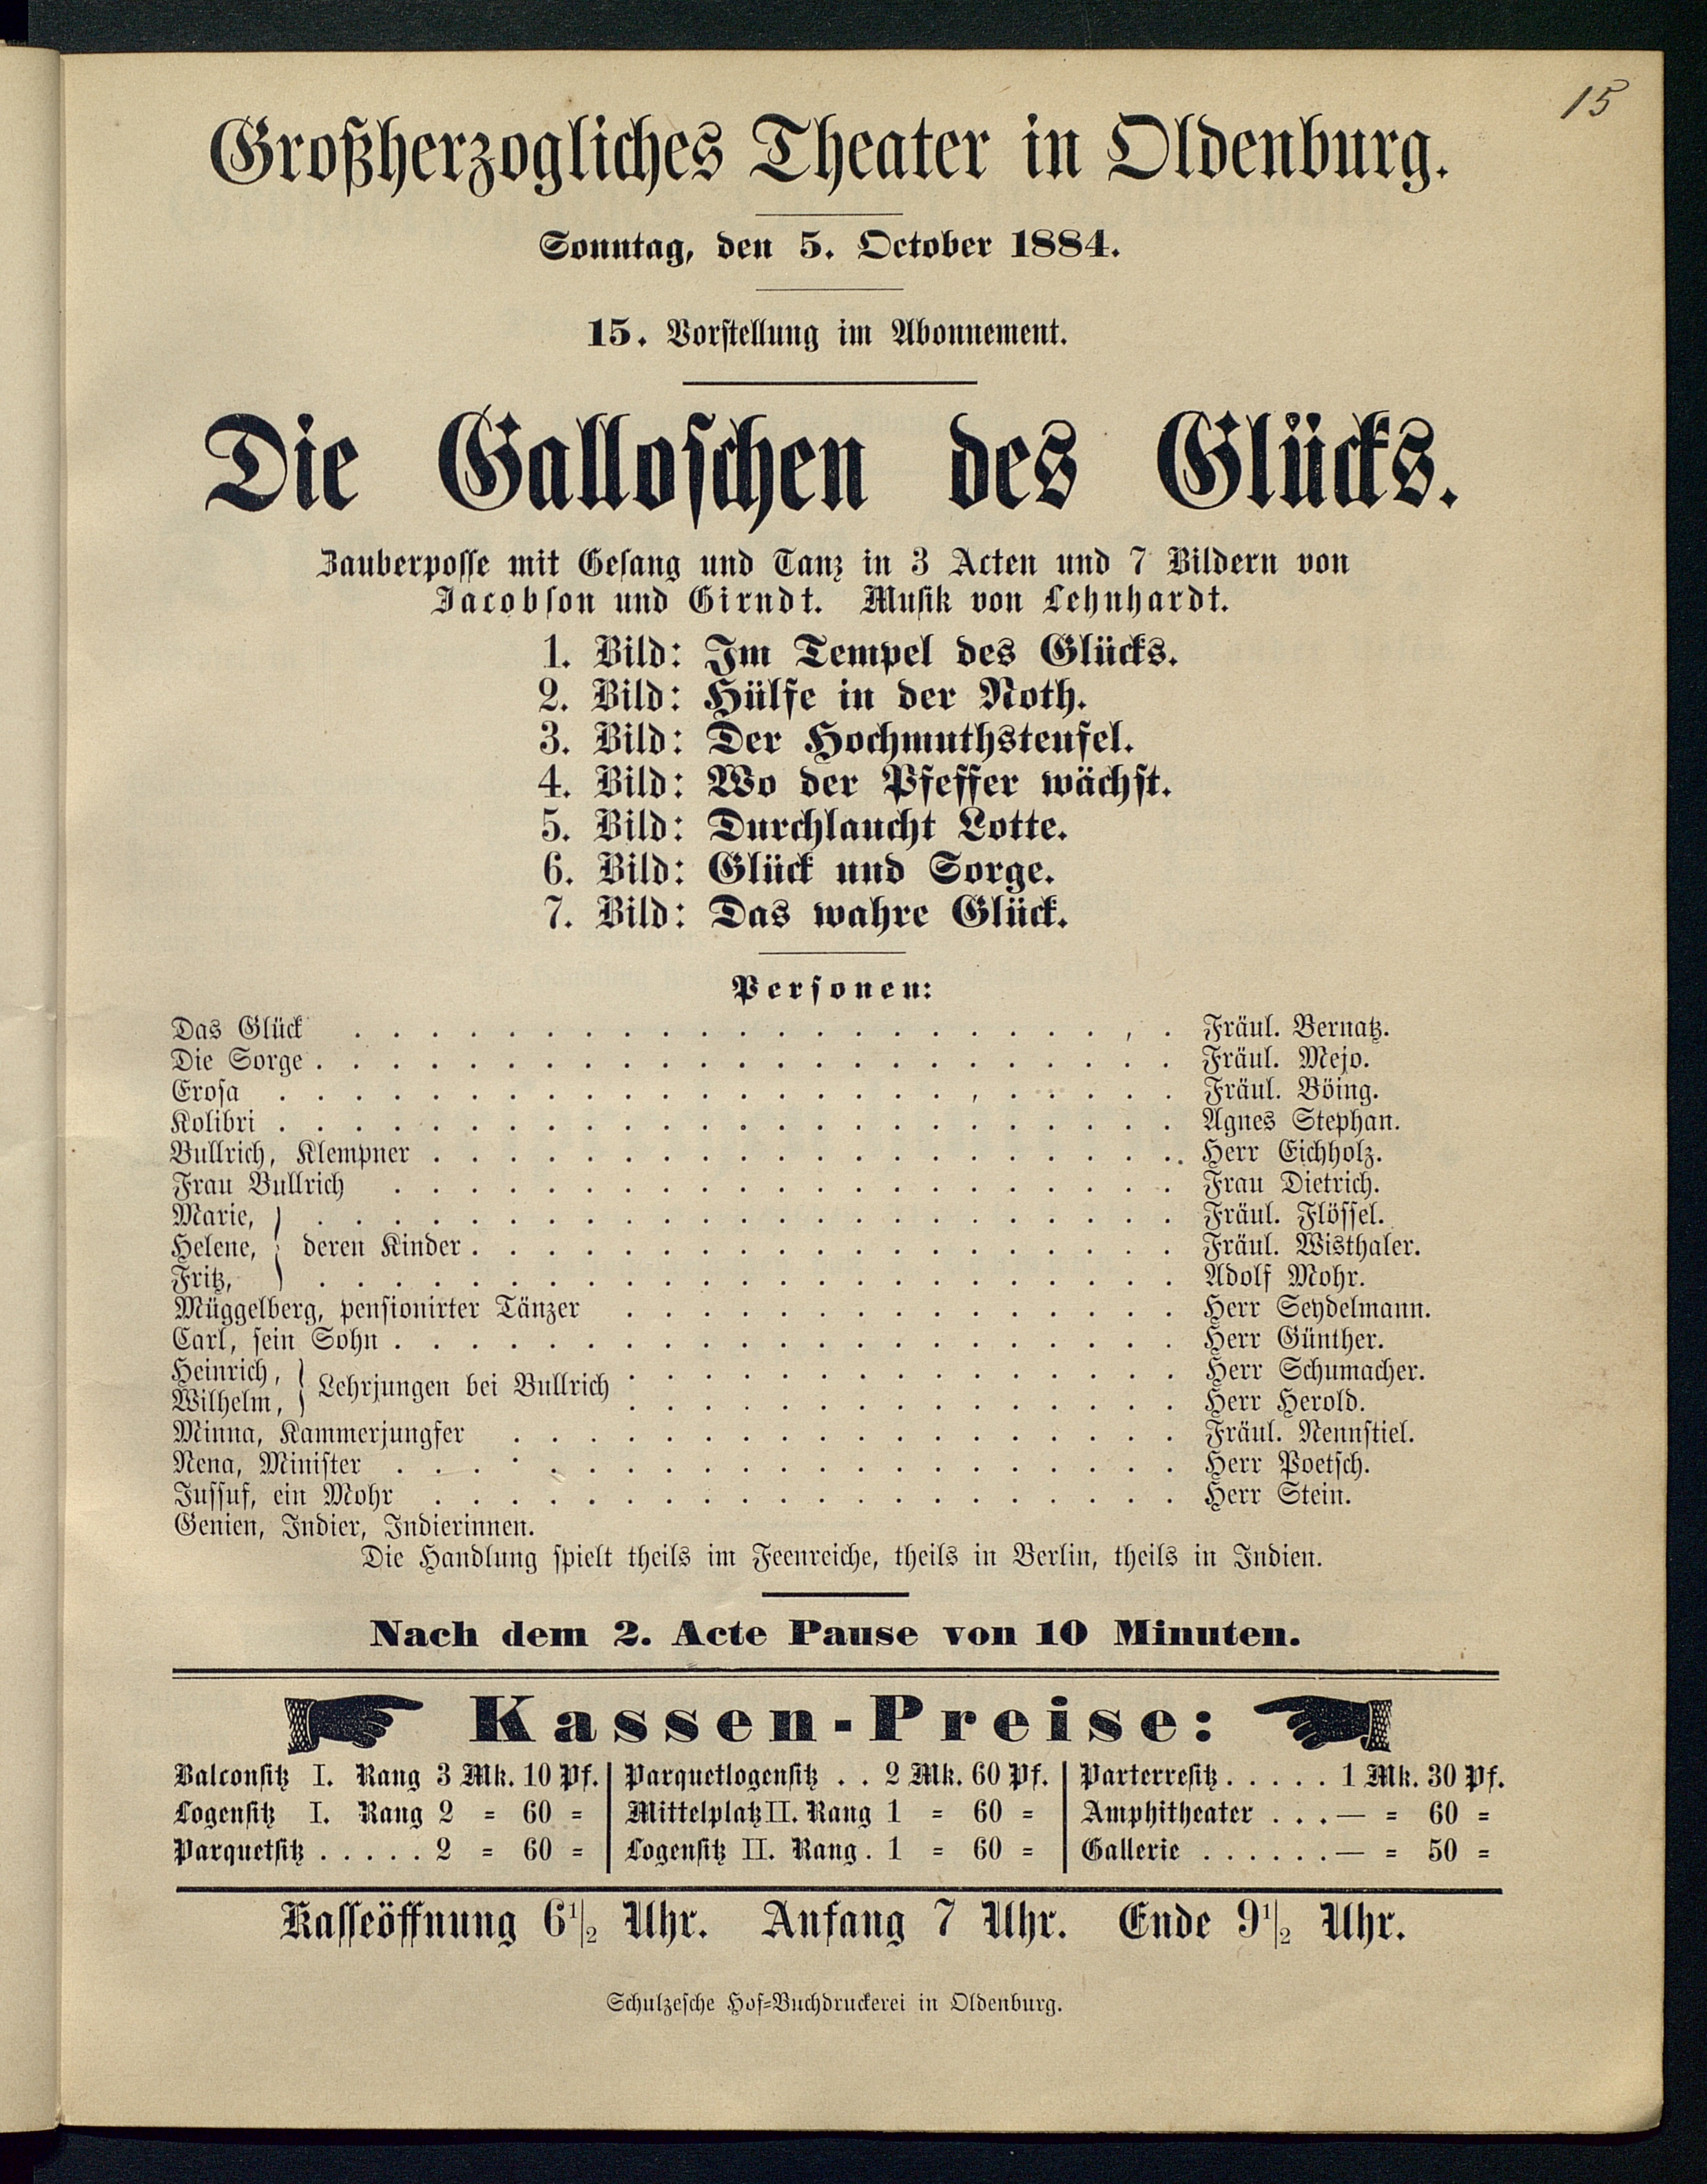 15
Großherzogliches Theater in Oldenburg.
Sonntag, den 5. October 1884.
15. Vorstellung im Abonnement.
Die Galloschen des Glücks.
Zauberposse mit Gesang und Tanz in 3 Acten und 7 Bildern von
Jacobson und Girndt. Musik von Lehnhardt.
1. Bild: Im Tempel des Glücks.
2. Bild: Hülfe in der Noth.
3. Bild: Der Hochmuthsteufel.
4. Bild: Wo der Pfeffer wächst.
5. Bild: Durchlaucht Lotte.
6. Bild: Glück und Sorge.
7. Bild: Das wahre Glück.
Personen:
Das Glück . . . . . . . . . . . . . . . . . . . . . . Fräul. Bernatz.
Die Sorge . . . . . . . . . . . . . . . . . . . . . . . Fräul. Mejo.
Erosa . . . . . . . . . . . . . . . . . . . . . . . . Fräul. Böing.
Kolibri . . . . . . . . . . . . . . . . . . . . . . . . Agnes Stephan.
Bullrich, Klempner . . . . . . . . . . . . . . . . . . . . Herr Eichholz.
Frau Bullrich . . . . . . . . . . . . . . . . . . . . . Frau Dietrich.
Marie, } . . . . . . . . . . . . . . . . . . . . . . . Fräul. Flössel.
Helene, } deren Kinder . . . . . . . . . . . . . . . . . . . Fräul. Wisthaler.
Fritz, } . . . . . . . . . . . . . . . . . . . . . . . Adolf Mohr.
Müggelberg, pensionirter Tänzer . . . . . . . . . . . . . . . Herr Seydelmann.
Carl, sein Sohn . . . . . . . . . . . . . . . . . . . . . Herr Günther.
Heinrich, } Lehrjungen bei Bullrich . . . . . . . . . . . . . . . Herr Schumacher.
Wilhelm, } . . . . . . . . . . . . . . . Herr Herold.
Minna, Kammerjungfer . . . . . . . . . . . . . . . . . . Fräul. Nennstiel.
Nena, Minister . . . . . . . . . . . . . . . . . . . . . Herr Poetsch.
Jussuf, ein Mohr . . . . . . . . . . . . . . . . . . . . Herr Stein.
Genien, Indier, Indierinnen.
Die Handlung spielt theils im Feenreiche, theils in Berlin, theils in Indien.
Nach dem 2. Acte Pause von 10 Minuten.
Kassen-Preise:
Balconsitz I. Rang 3 Mk. 10 Pf. | Parquetlogensitz . . 2 Mk. 60 Pf. | Parterresitz . . . . . 1 Mk. 30 Pf.
Logensitz I. Rang 2 = 60 = | Mittelplatz II. Rang 1 = 60 = | Amphitheater . . . — = 60 =
Parquetsitz . . . . . 2 = 60 = | Logensitz II. Rang . 1 = 60 = | Gallerie . . . . . . — = 50 =
Kasseöffnung 6 1/2 Uhr. Anfang 7 Uhr. Ende 9 1/2 Uhr.
Schulzesche Hof=Buchdruckerei in Oldenburg.